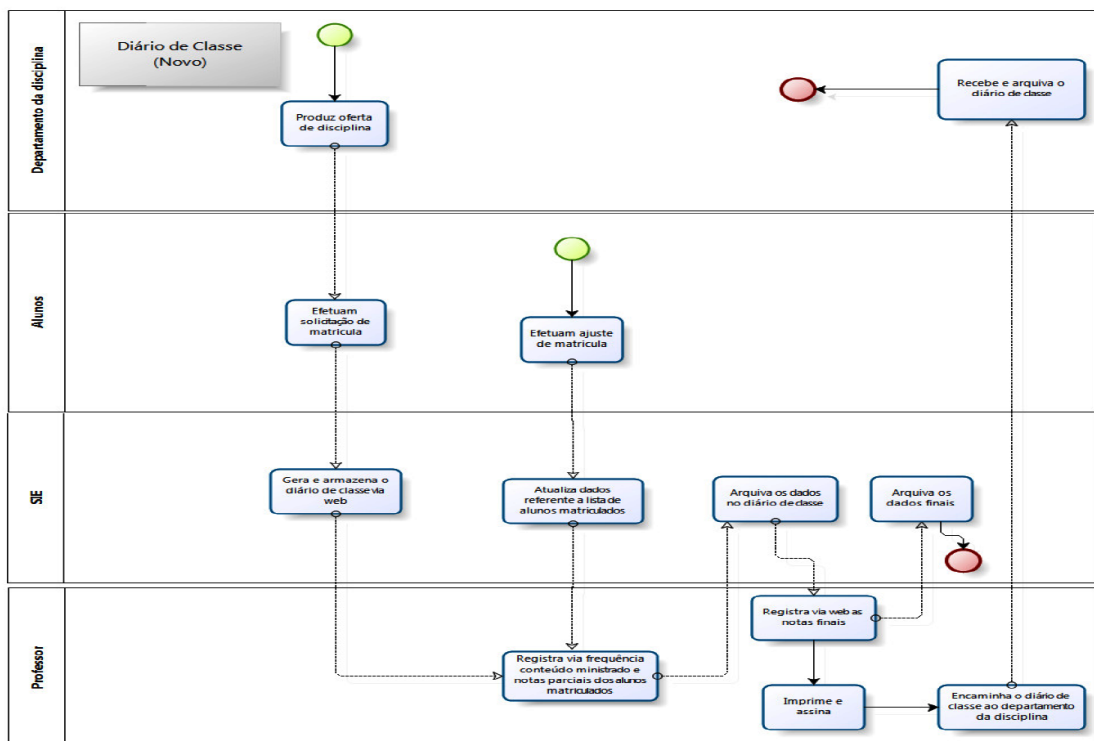 Diário de Classe
(Novo)
Departamento da disciplina
Produz oferta
de disciplina
Recebe e arquiva o
diário de classe
Alunos
Efetuam
solicitação de
matricula
Efetuam ajuste
de matricula
SIE
Gera e armazena o
diário de classe via
web
Atualiza dados
referente a lista de
alunos matriculados
Arquiva os dados
no diário de classe
Arquiva os
dados finais
Professor
Registra via frequência
conteúdo ministrado e
notas parciais dos alunos
matriculados
Registra via web as
notas finais
Imprime e
assina
Encaminha o diário de
classe ao departamento
da disciplina